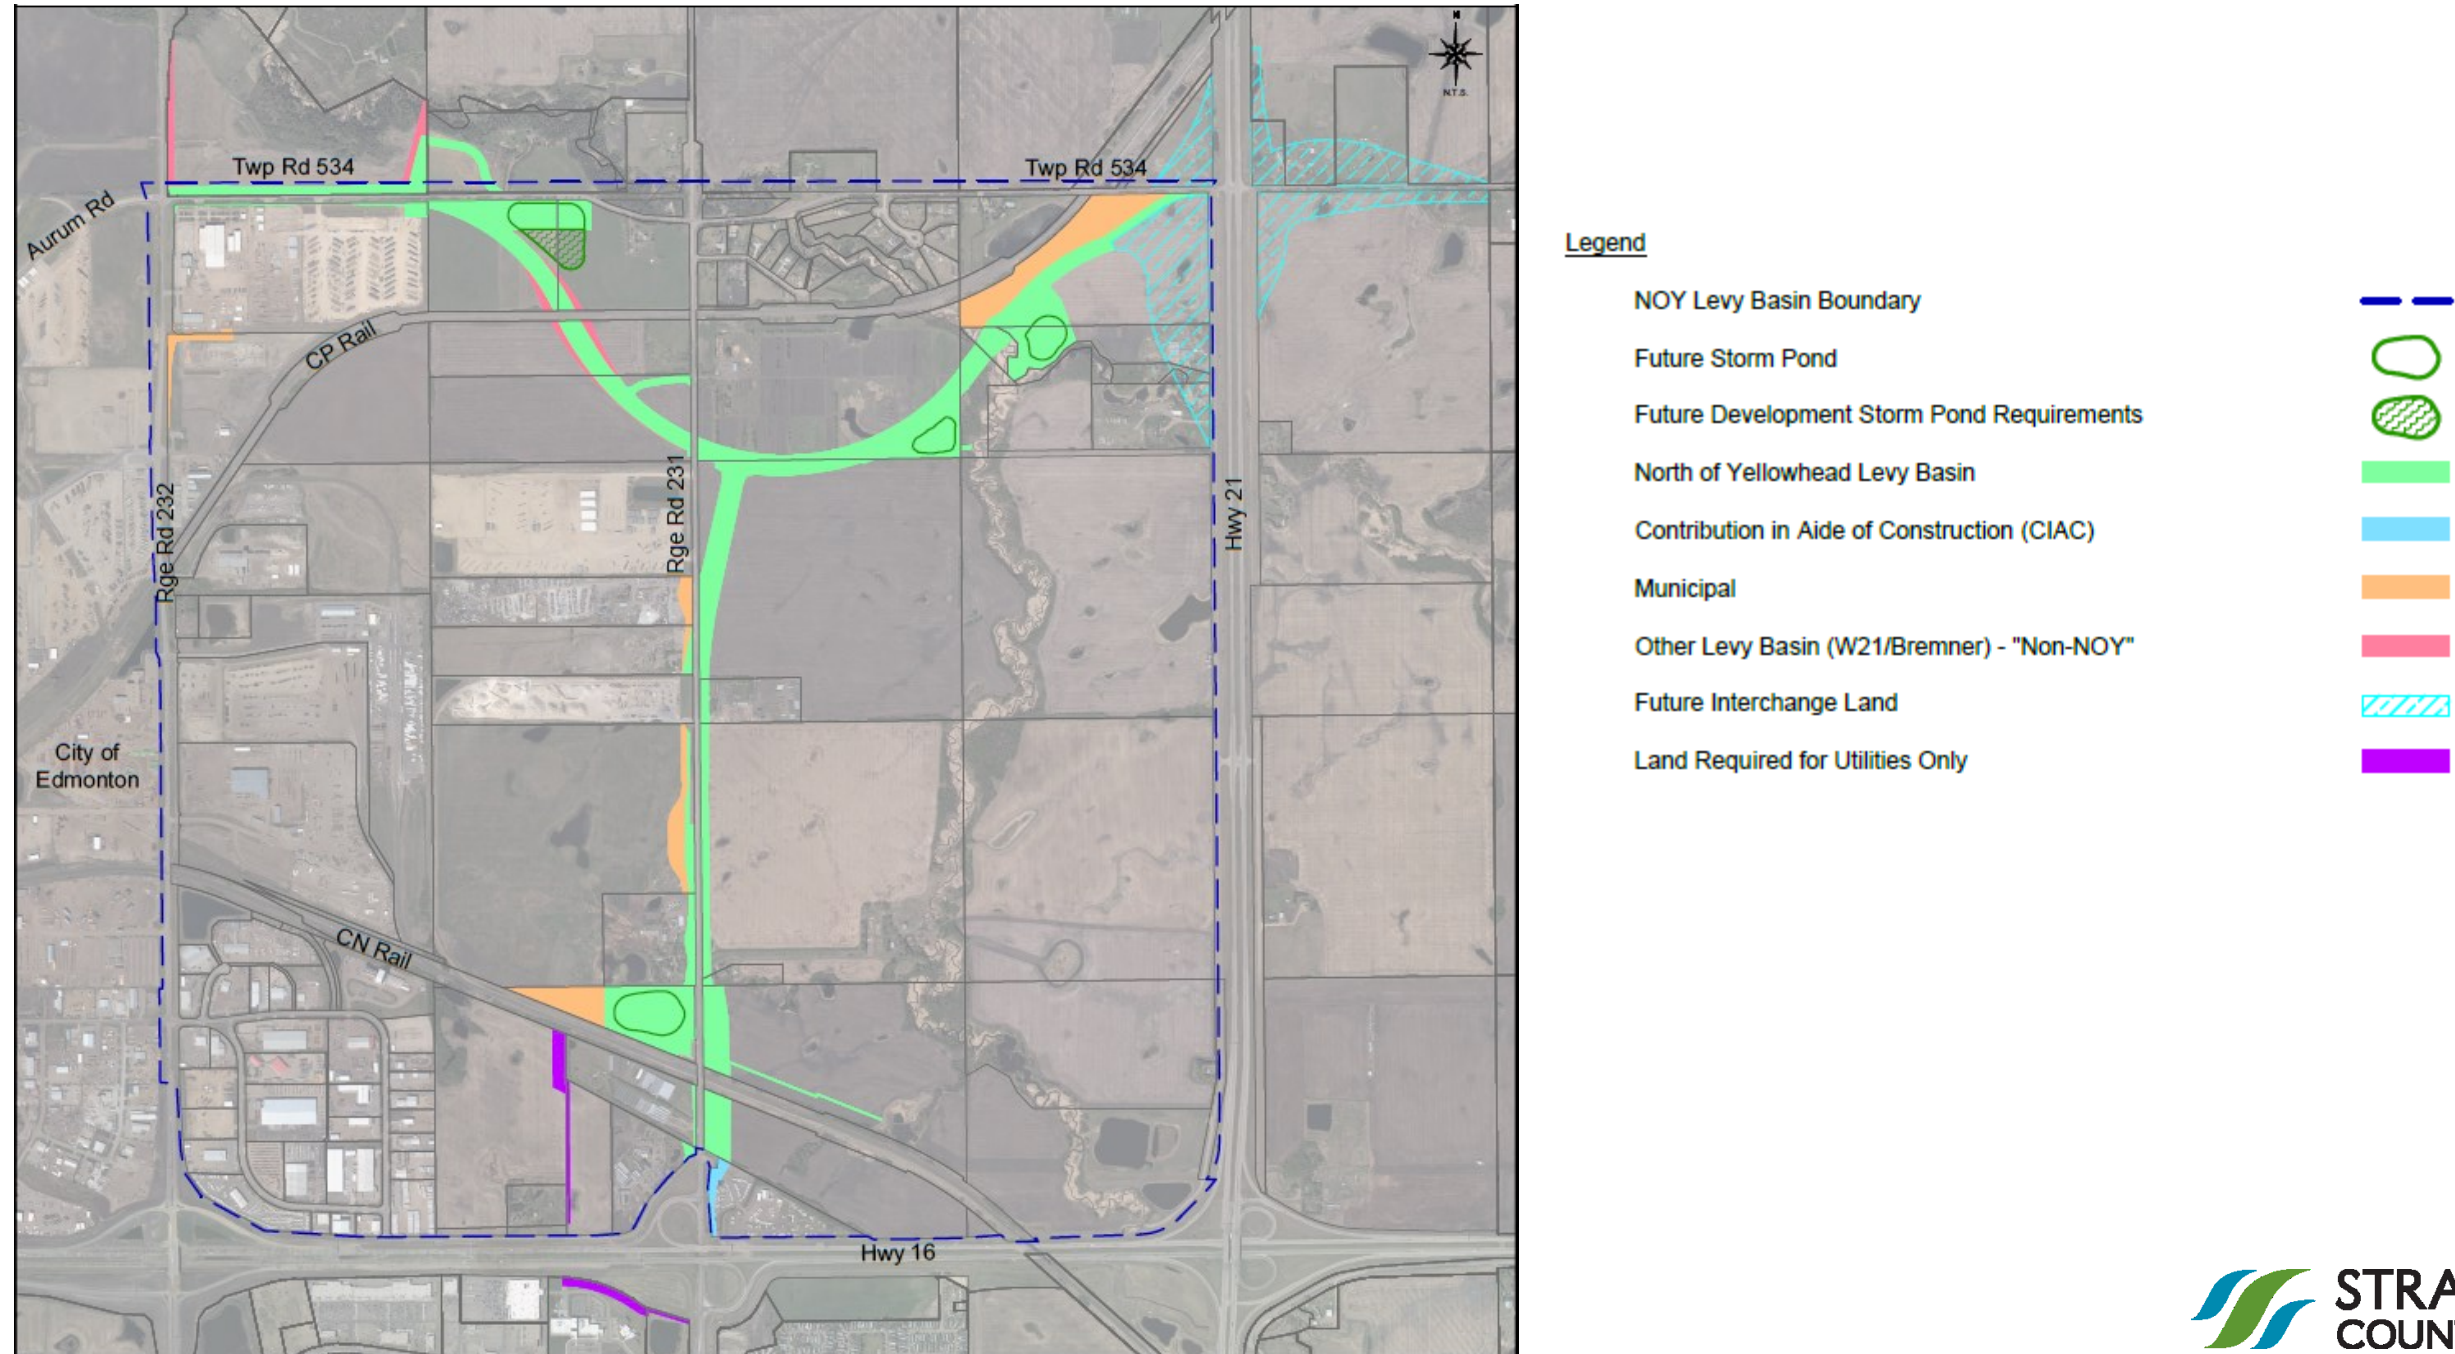 N
N.T.S.
Twp Rd 534
Twp Rd 534
Aurum Rd
CP Rail
Rge Rd 232
Rge Rd 231
Hwy 21
City of
Edmonton
CN Rail
Hwy 16
Legend
NOY Levy Basin Boundary
Future Storm Pond
Future Development Storm Pond Requirements
North of Yellowhead Levy Basin
Contribution in Aide of Construction (CIAC)
Municipal
Other Levy Basin (W21/Bremner) - "Non-NOY"
Future Interchange Land
Land Required for Utilities Only
STRA
COUN